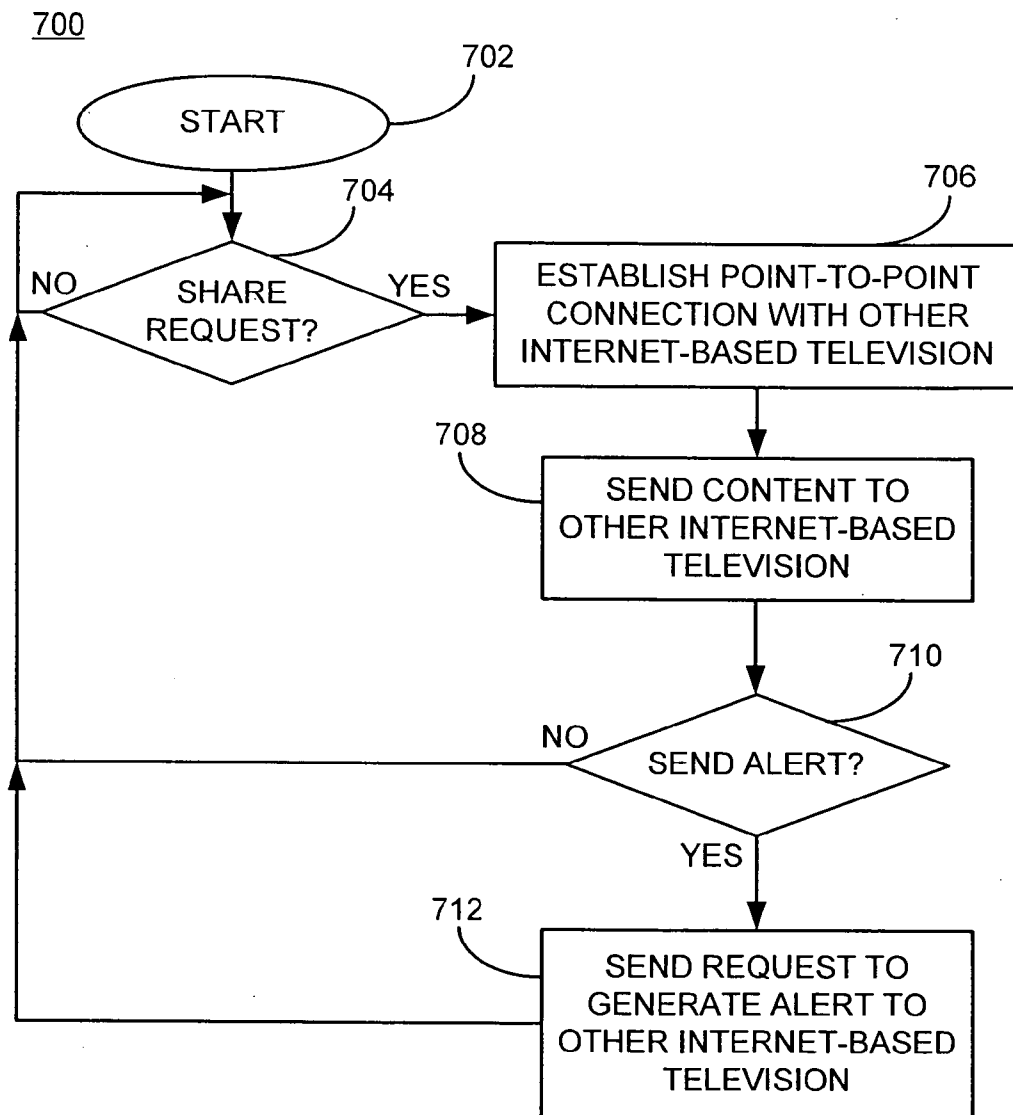 700
702
START
704
706
NO
SHARE
REQUEST?
YES
ESTABLISH POINT-TO-POINT
CONNECTION WITH OTHER
INTERNET-BASED TELEVISION
708
SEND CONTENT TO
OTHER INTERNET-BASED
TELEVISION
710
NO
SEND ALERT?
YES
712
SEND REQUEST TO
GENERATE ALERT TO
OTHER INTERNET-BASED
TELEVISION